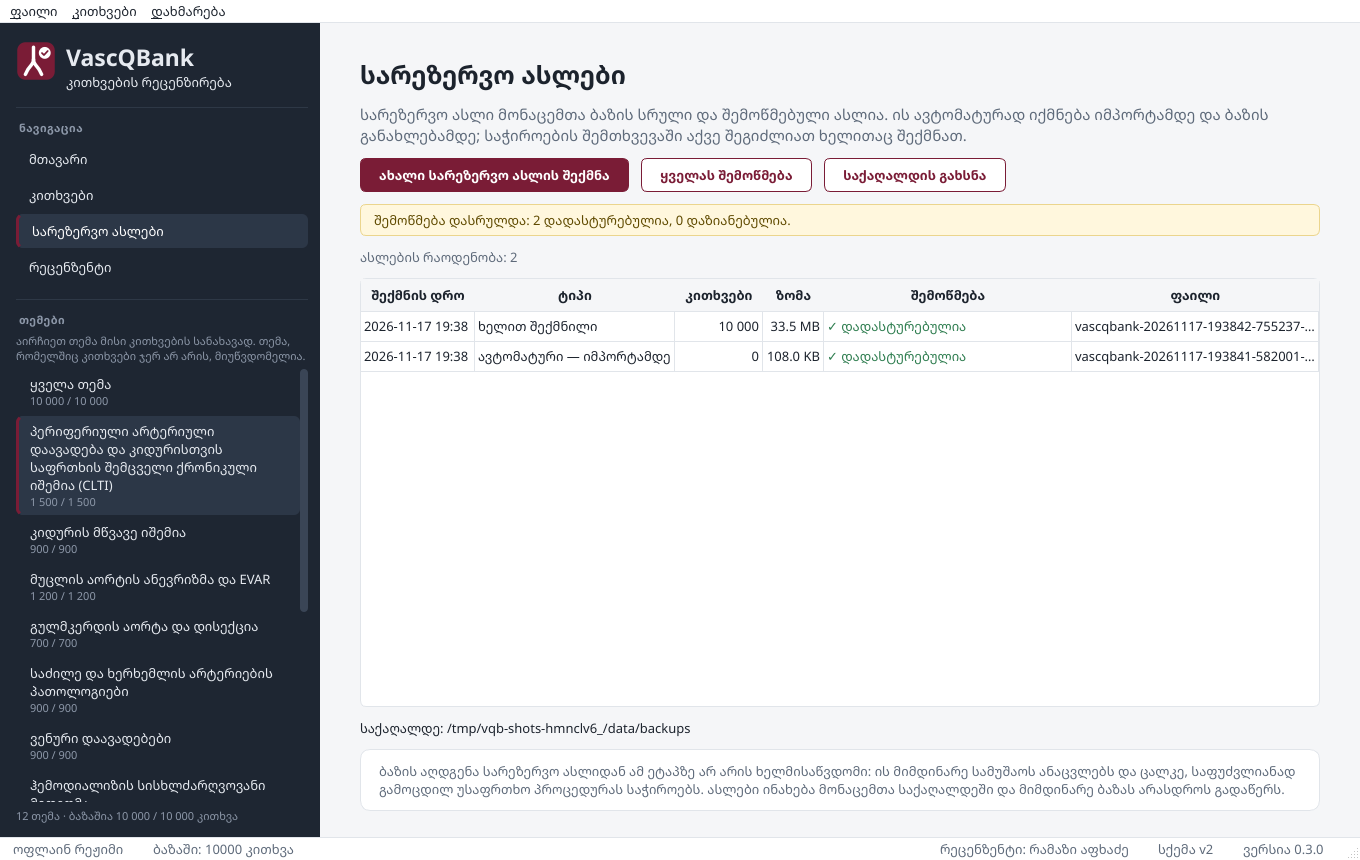 ფაილი კითხვები დახმარება
VascQBank
კითხვების რეცენზირება
ნავიგაცია
მთავარი
კითხვები
სარეზერვო ასლები
რეცენზენტი
თემები
აირჩიეთ თემა მისი კითხვების სანახავად. თემა,
რომელშიც კითხვები ჯერ არ არის, მიუწვდომელია.
ყველა თემა
10 000 / 10 000
პერიფერიული არტერიული
დაავადება და კიდურისთვის
საფრთხის შემცველი ქრონიკული
იშემია (CLTI)
1 500 / 1 500
კიდურის მწვავე იშემია
900 / 900
მუცლის აორტის ანევრიზმა და EVAR
1 200 / 1 200
გულმკერდის აორტა და დისექცია
700 / 700
საძილე და ხერხემლის არტერიების
პათოლოგიები
900 / 900
ვენური დაავადებები
900 / 900
ჰემოდიალიზის სისხლძარღვოვანი
12 თემა · ბაზაშია 10 000 / 10 000 კითხვა
სარეზერვო ასლები
სარეზერვო ასლი მონაცემთა ბაზის სრული და შემოწმებული ასლია. ის ავტომატურად იქმნება იმპორტამდე და ბაზის
განახლებამდე; საჭიროების შემთხვევაში აქვე შეგიძლიათ ხელითაც შექმნათ.
ახალი სარეზერვო ასლის შექმნა ყველას შემოწმება საქაღალდის გახსნა
შემოწმება დასრულდა: 2 დადასტურებულია, 0 დაზიანებულია.
ასლების რაოდენობა: 2
შექმნის დრო ტიპი კითხვები ზომა შემოწმება ფაილი
2026-11-17 19:38 ხელით შექმნილი 10 000 33.5 MB ✓ დადასტურებულია vascqbank-20261117-193842-755237-...
2026-11-17 19:38 ავტომატური — იმპორტამდე 0 108.0 KB ✓ დადასტურებულია vascqbank-20261117-193841-582001-...
საქაღალდე: /tmp/vqb-shots-hmnclv6_/data/backups
ბაზის აღდგენა სარეზერვო ასლიდან ამ ეტაპზე არ არის ხელმისაწვდომი: ის მიმდინარე სამუშაოს ანაცვლებს და ცალკე, საფუძვლიანად
გამოცდილ უსაფრთხო პროცედურას საჭიროებს. ასლები ინახება მონაცემთა საქაღალდეში და მიმდინარე ბაზას არასდროს გადაწერს.
ოფლაინ რეჟიმი ბაზაში: 10000 კითხვა რეცენზენტი: რამაზი აფხაძე სქემა v2 ვერსია 0.3.0